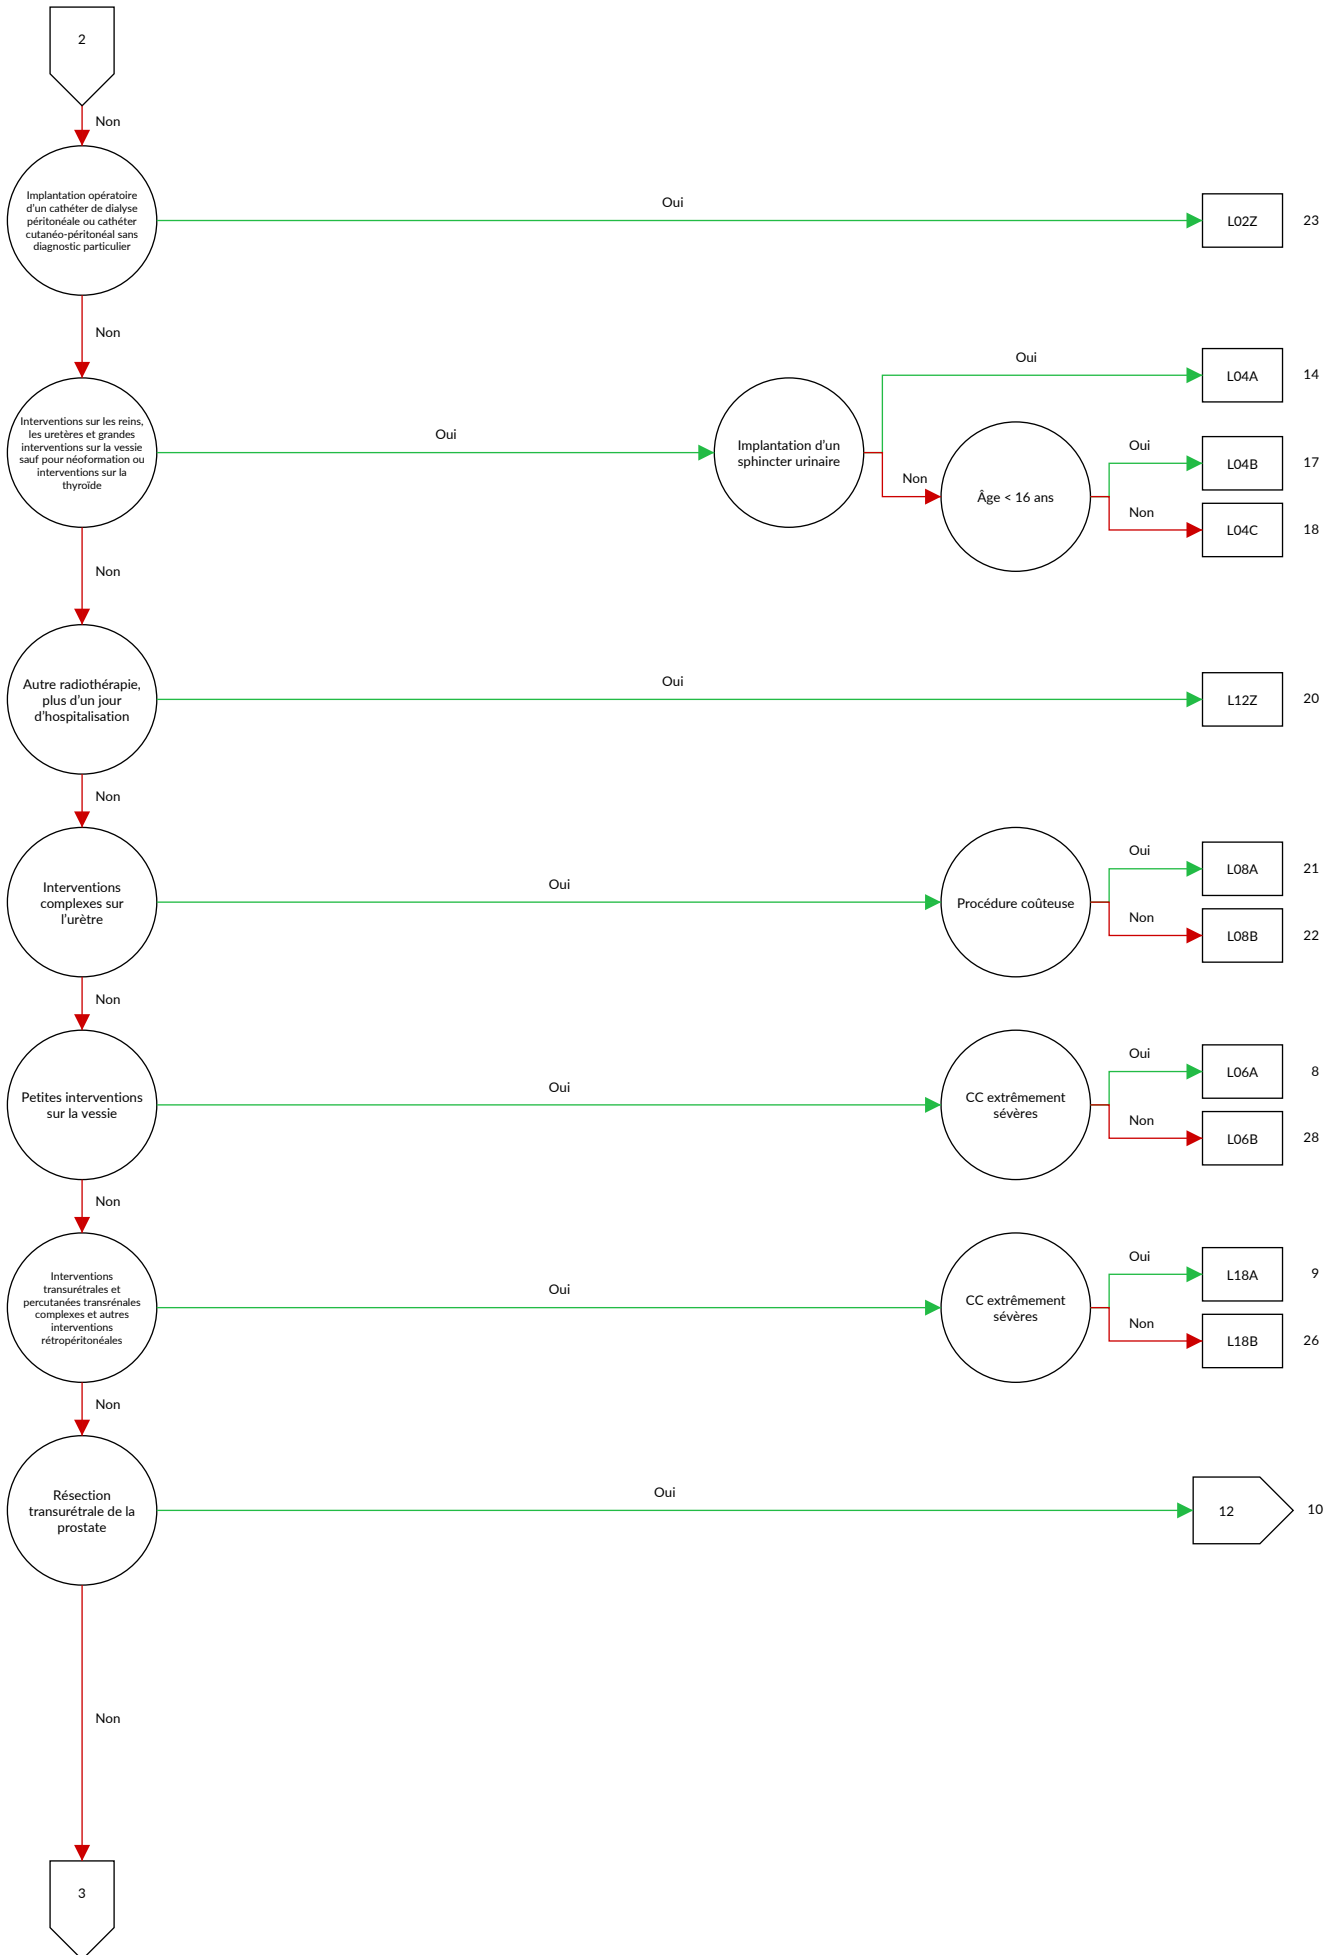 2
Non
Implantation opératoire
d'un cathéter de dialyse
péritonéale ou cathéter
cutanéo-péritonéal sans
diagnostic particulier
Oui
L02Z
23
Non
Interventions sur les reins,
les uretères et grandes
interventions sur la vessie
sauf pour néoformation ou
interventions sur la
thyroïde
Oui
Implantation d'un
sphincter urinaire
Oui
L04A
14
Non
Âge < 16 ans
Oui
L04B
17
Non
L04C
18
Non
Autre radiothérapie,
plus d'un jour
d'hospitalisation
Oui
L12Z
20
Non
Interventions
complexes sur
l'urètre
Oui
Procédure coûteuse
Oui
L08A
21
Non
L08B
22
Non
Petites interventions
sur la vessie
Oui
CC extrêmement
sévères
Oui
L06A
8
Non
L06B
28
Non
Interventions
transurétrales et
percutanées transrénales
complexes et autres
interventions
rétropéritonéales
Oui
CC extrêmement
sévères
Oui
L18A
9
Non
L18B
26
Non
Résection
transurétrale de la
prostate
Oui
12
10
Non
3